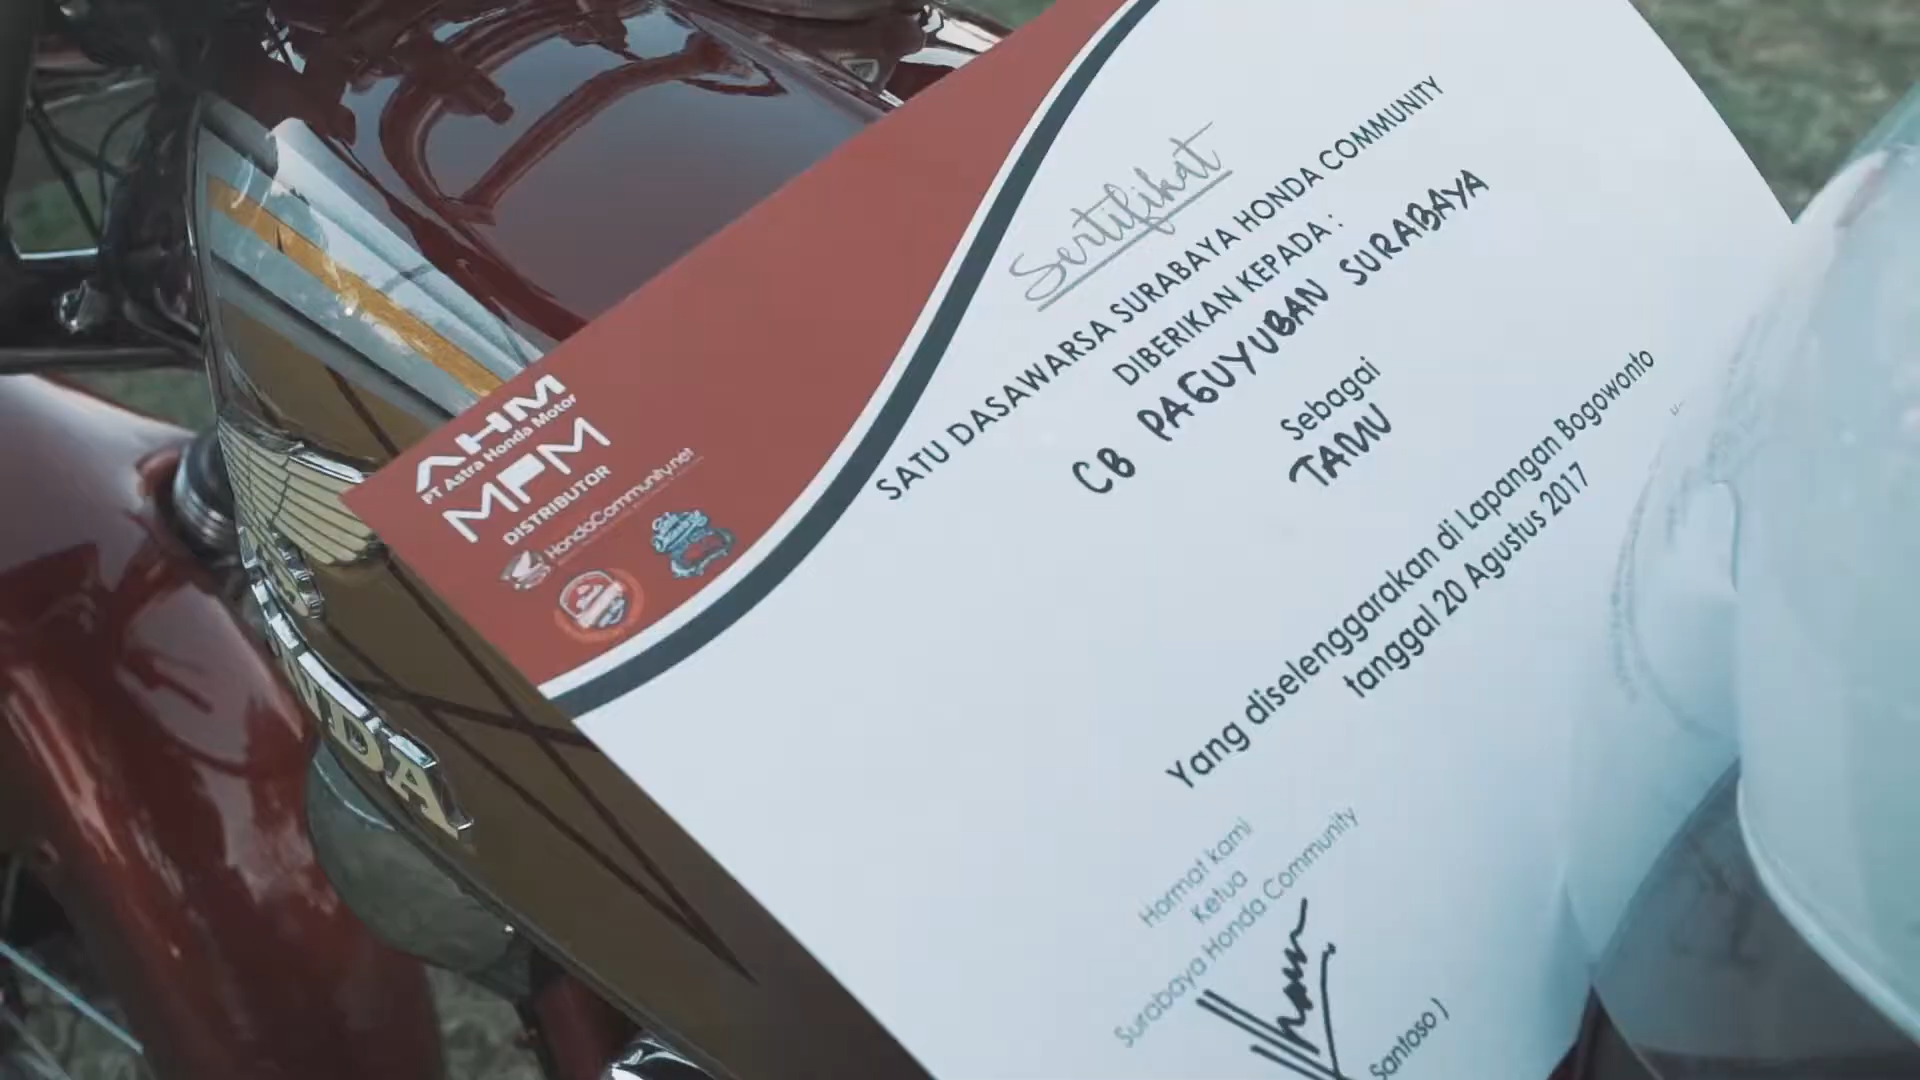 Sertifikat
SATU DASAWARSA SURABAYA HONDA COMMUNITY
DIBERIKAN KEPADA :
CB PAGUYUBAN SURABAYA
Sebagai
TAMU
Yang diselenggarakan di Lapangan Bogowonto
tanggal 20 Agustus 2017
Hormat kami
Ketua
Surabaya Honda Community
Santoso )
AHM
PT Astra Honda Motor
MPM
DISTRIBUTOR
HondaCommunity.net
NDA